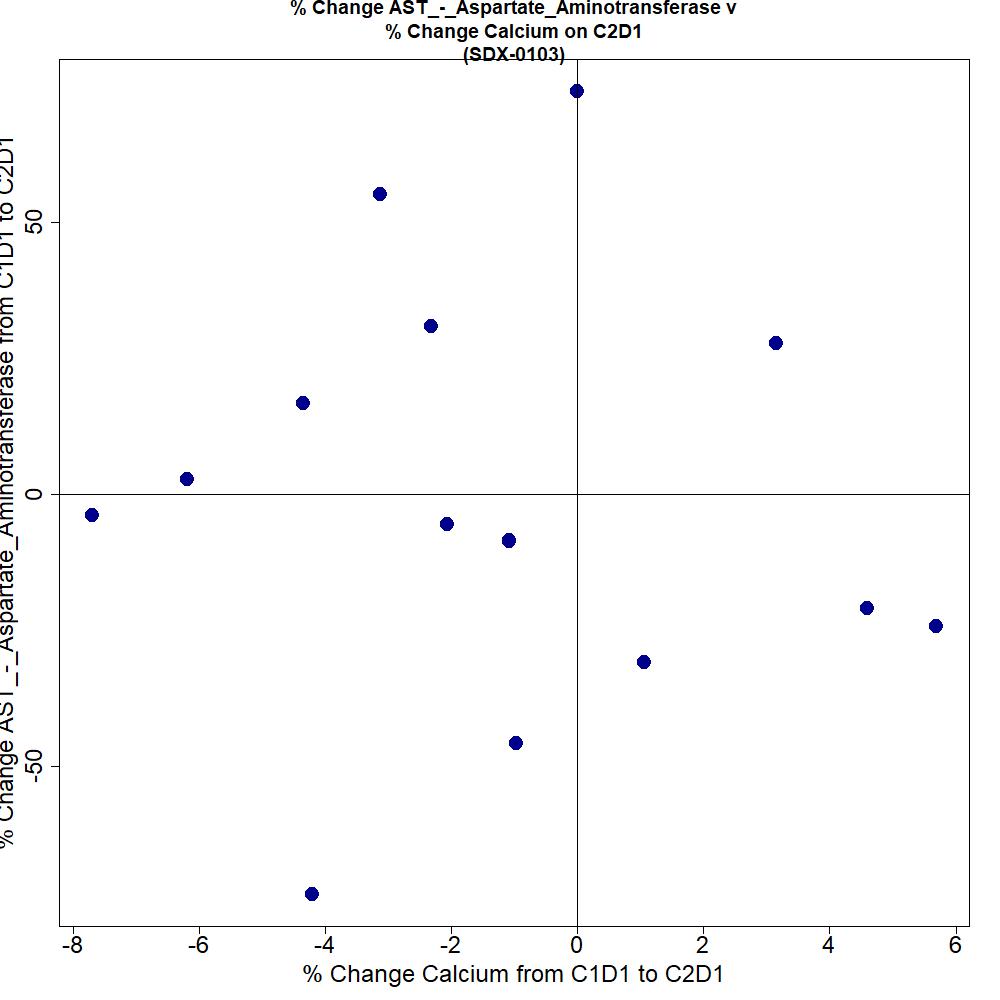 % Change AST_-_Aspartate_Aminotransferase v
% Change Calcium on C2D1
(SDX-0103)
% Change AST_-_Aspartate_Aminotransferase from C1D1 to C2D1
50
0
-50
-8 -6 -4 -2 0 2 4 6
% Change Calcium from C1D1 to C2D1